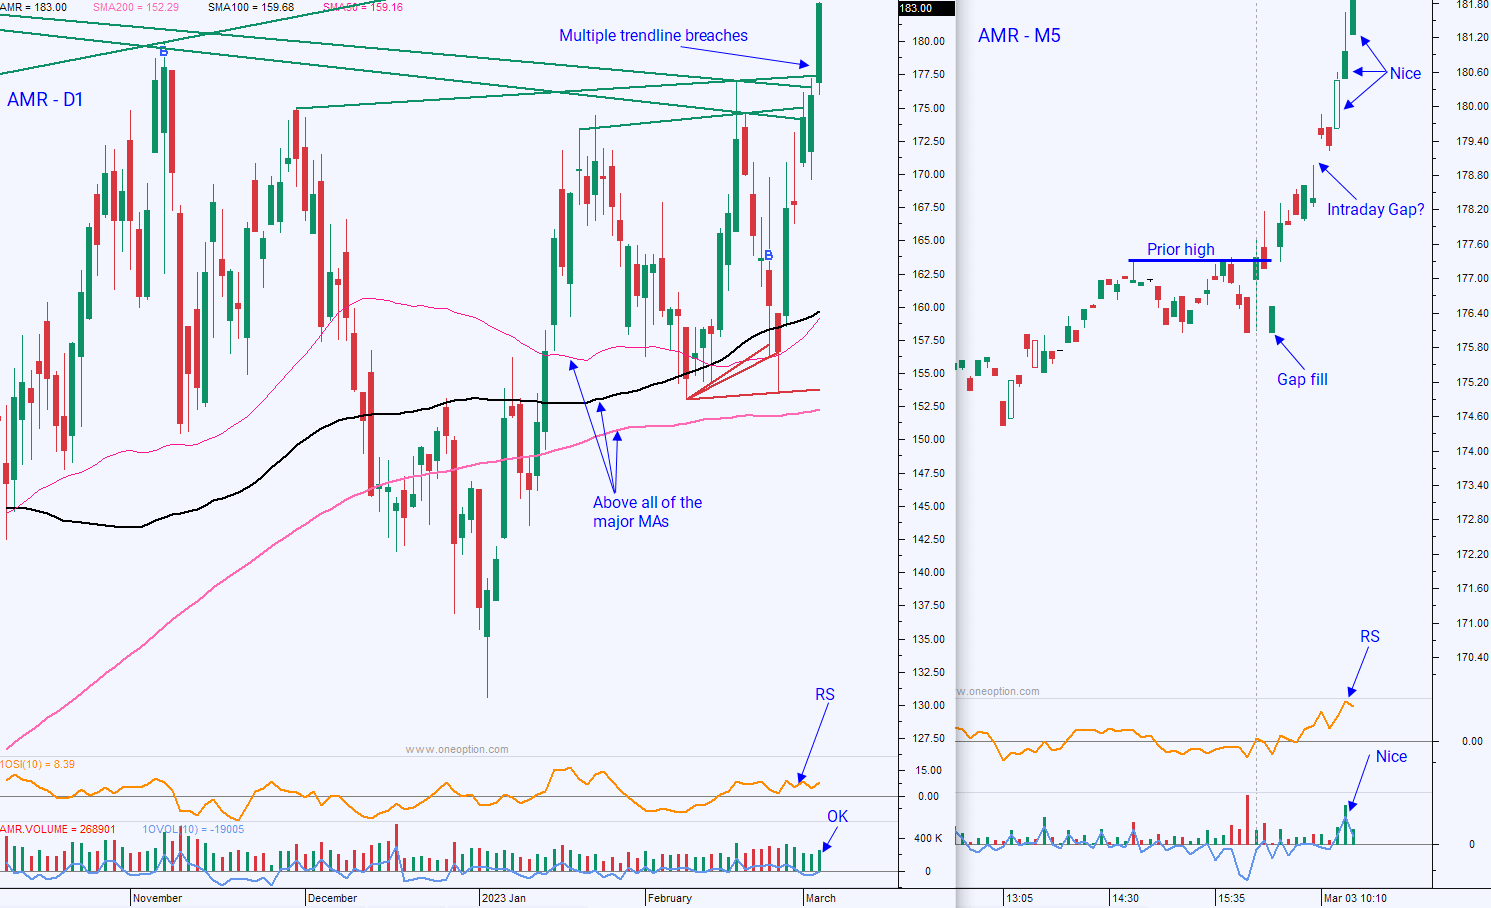 AMR = 183.00 SMA200 = 152.29 SMA100 = 159.68 SMA50 = 159.16
183.00
181.80
Multiple trendline breaches
AMR - M5
180.00
181.20
B
Nice
180.60
177.50
AMR - D1
175.00
180.00
172.50
179.40
170.00
178.80
167.50
Intraday Gap?
178.20
165.00
Prior high
177.60
B
162.50
177.00
160.00
176.40
157.50
175.80
155.00
Gap fill
175.20
152.50
174.60
150.00
174.00
147.50
173.40
Above all of the
major MAs
145.00
172.80
142.50
172.20
140.00
171.60
137.50
171.00
135.00
RS
170.40
132.50
RS
w.oneoption.com
130.00
127.50
0.00
www.oneoption.com
1OSI(10) = 8.39
Nice
15.00
0.00
OK
AMR.VOLUME = 268901 1OVOL(10) = -19005
400 K
0
0
November December 2023 Jan February March
13:05 14:30 15:35 Mar 03 10:10